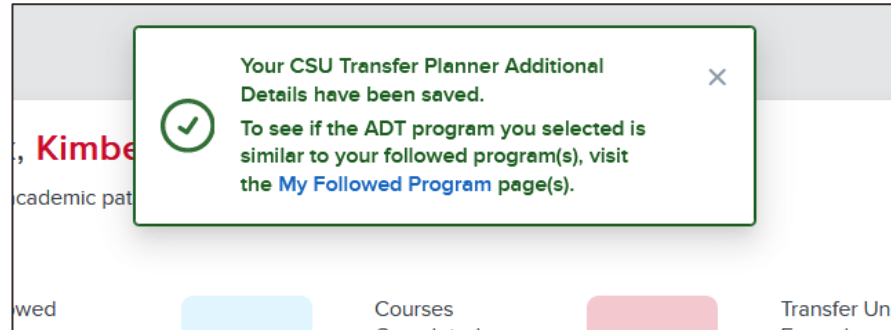 Your CSU Transfer Planner Additional
Details have been saved.
To see if the ADT program you selected is
similar to your followed program(s), visit
the My Followed Program page(s).
, Kimbe
cademic pat
wed
Courses
Transfer Un